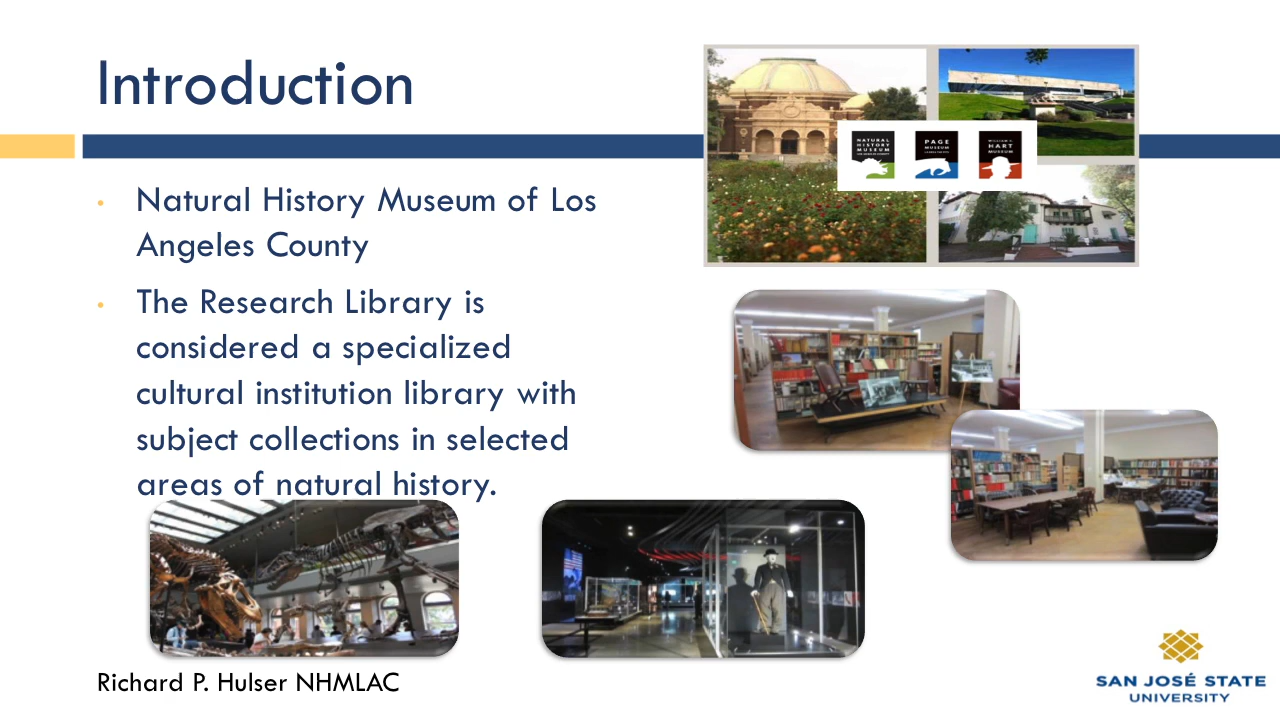 Introduction
NATURAL
HISTORY
MUSEUM
PAGE
MUSEUM
HART
MUSEUM
• Natural History Museum of Los
Angeles County
• The Research Library is
considered a specialized
cultural institution library with
subject collections in selected
areas of natural history.
Richard P. Hulser NHMLAC
SAN JOSÉ STATE
UNIVERSITY